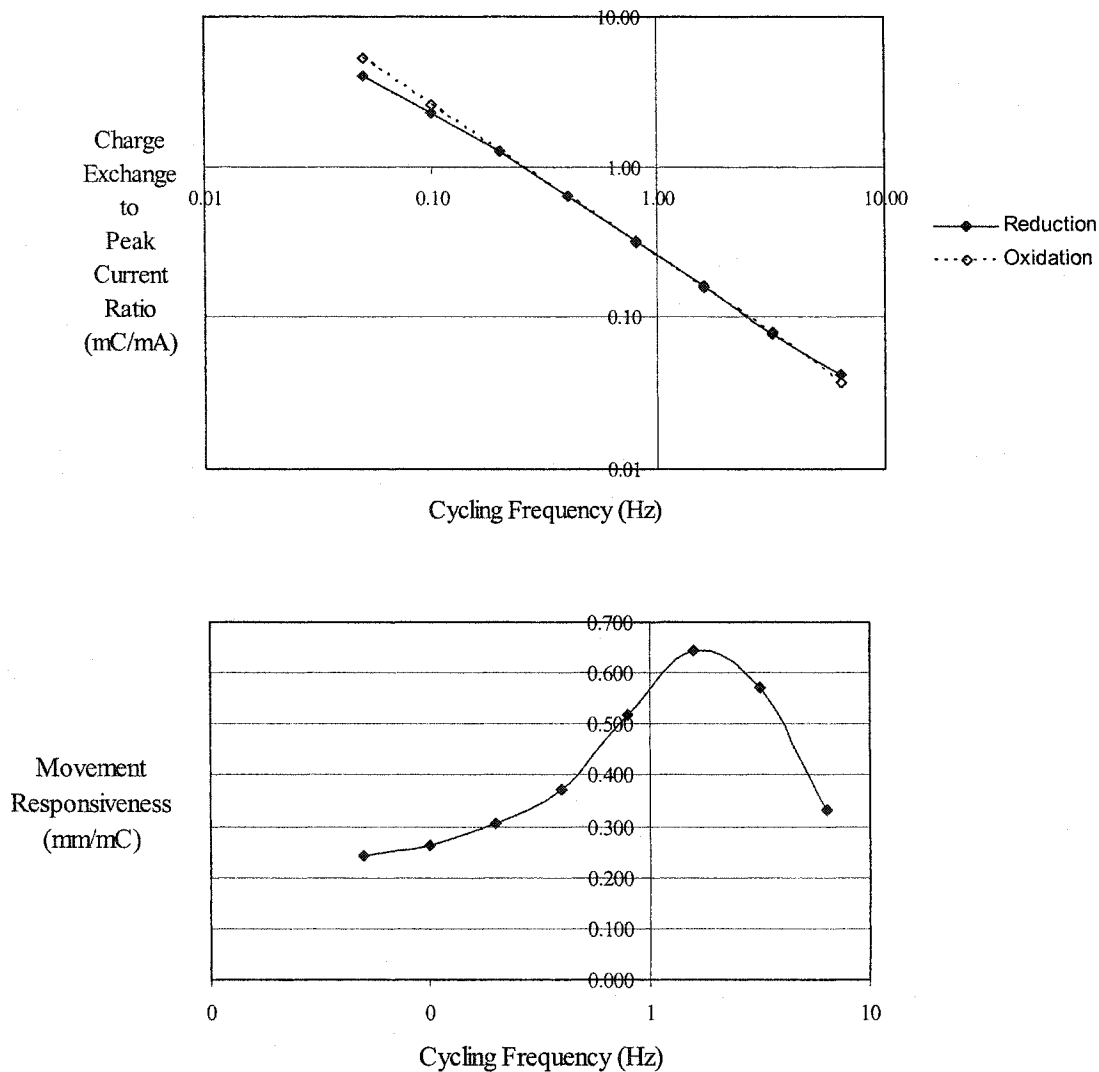 10.00
Charge
Exchange
to
Peak
Current
Ratio
(mC/mA)
1.00
0.01 0.10 1.00 10.00
0.10
0.01
Reduction
Oxidation
Cycling Frequency (Hz)
0.700
0.600
0.500
0.400
0.300
0.200
0.100
0.000
Movement
Responsiveness
(mm/mC)
0 0 1 10
Cycling Frequency (Hz)